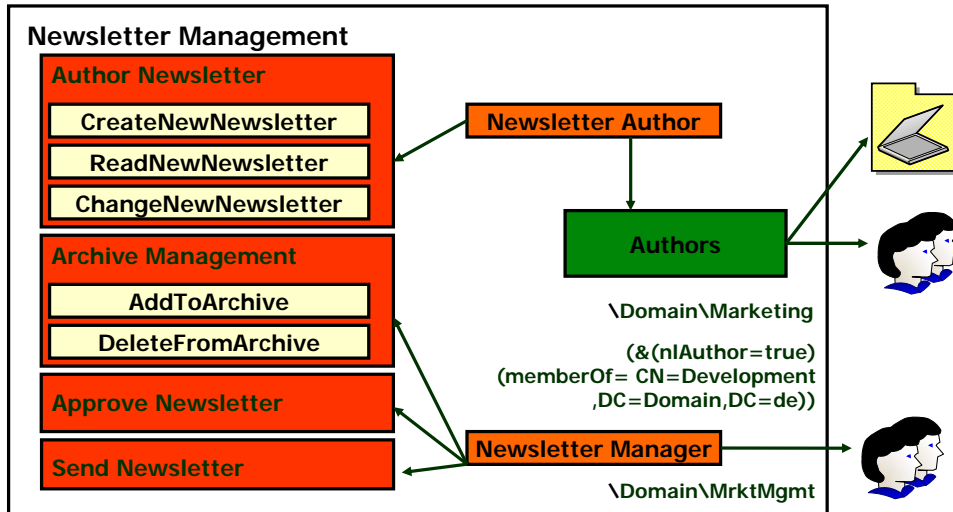 Newsletter Management
Author Newsletter
CreateNewNewsletter
ReadNewNewsletter
ChangeNewNewsletter
Archive Management
AddToArchive
DeleteFromArchive
Approve Newsletter
Send Newsletter
Newsletter Author
Authors
\Domain\Marketing
(&(nlAuthor=true)
(memberOf= CN=Development
,DC=Domain,DC=de))
Newsletter Manager
\Domain\MrktMgmt